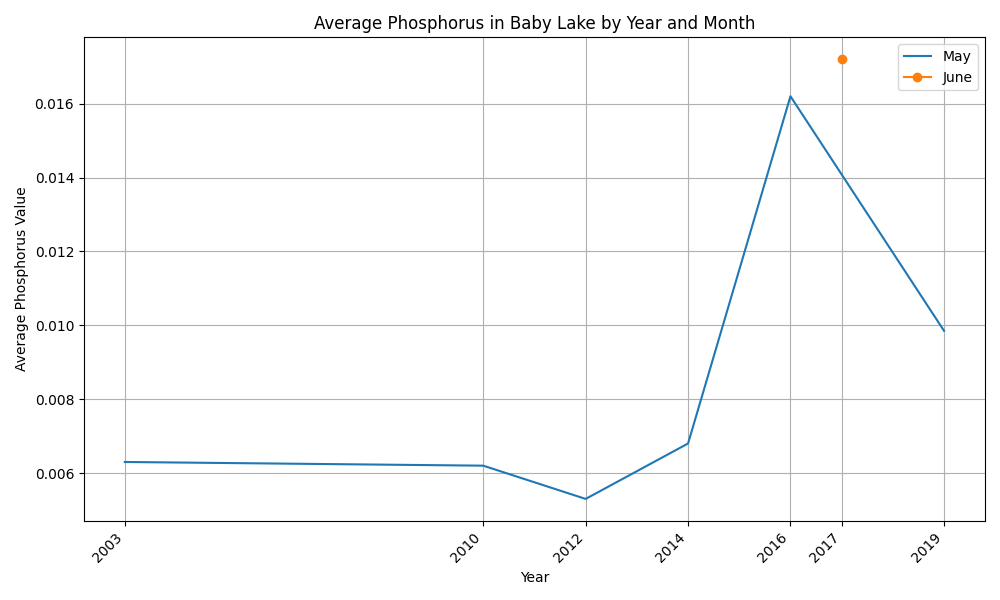 Average Phosphorus in Baby Lake by Year and Month
May
June
Average Phosphorus Value
0.016
0.014
0.012
0.010
0.008
0.006
2003 2010 2012 2014 2016 2017 2019
Year